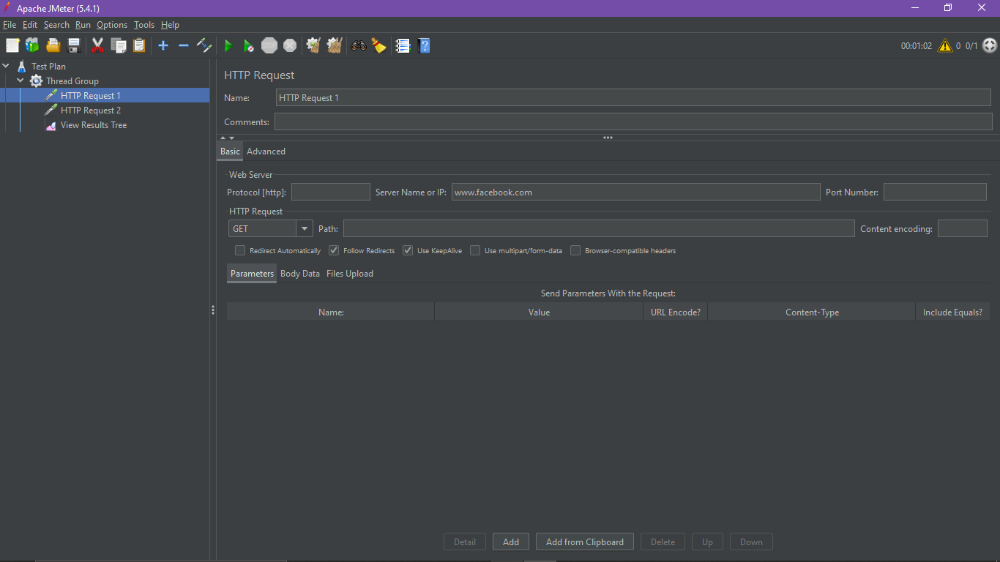 Apache JMeter (5.4.1)
File Edit Search Run Options Tools Help
STOP
00:01:02 0 0/1
Test Plan
Thread Group
HTTP Request 1
HTTP Request 2
View Results Tree
HTTP Request
Name: HTTP Request 1
Comments:
Basic Advanced
Web Server
Protocol [http]: Server Name or IP: www.facebook.com Port Number:
HTTP Request
GET Path: Content encoding:
Redirect Automatically Follow Redirects Use KeepAlive Use multipart/form-data Browser-compatible headers
Parameters Body Data Files Upload
Send Parameters With the Request:
Name: Value URL Encode? Content-Type Include Equals?
Detail Add Add from Clipboard Delete Up Down